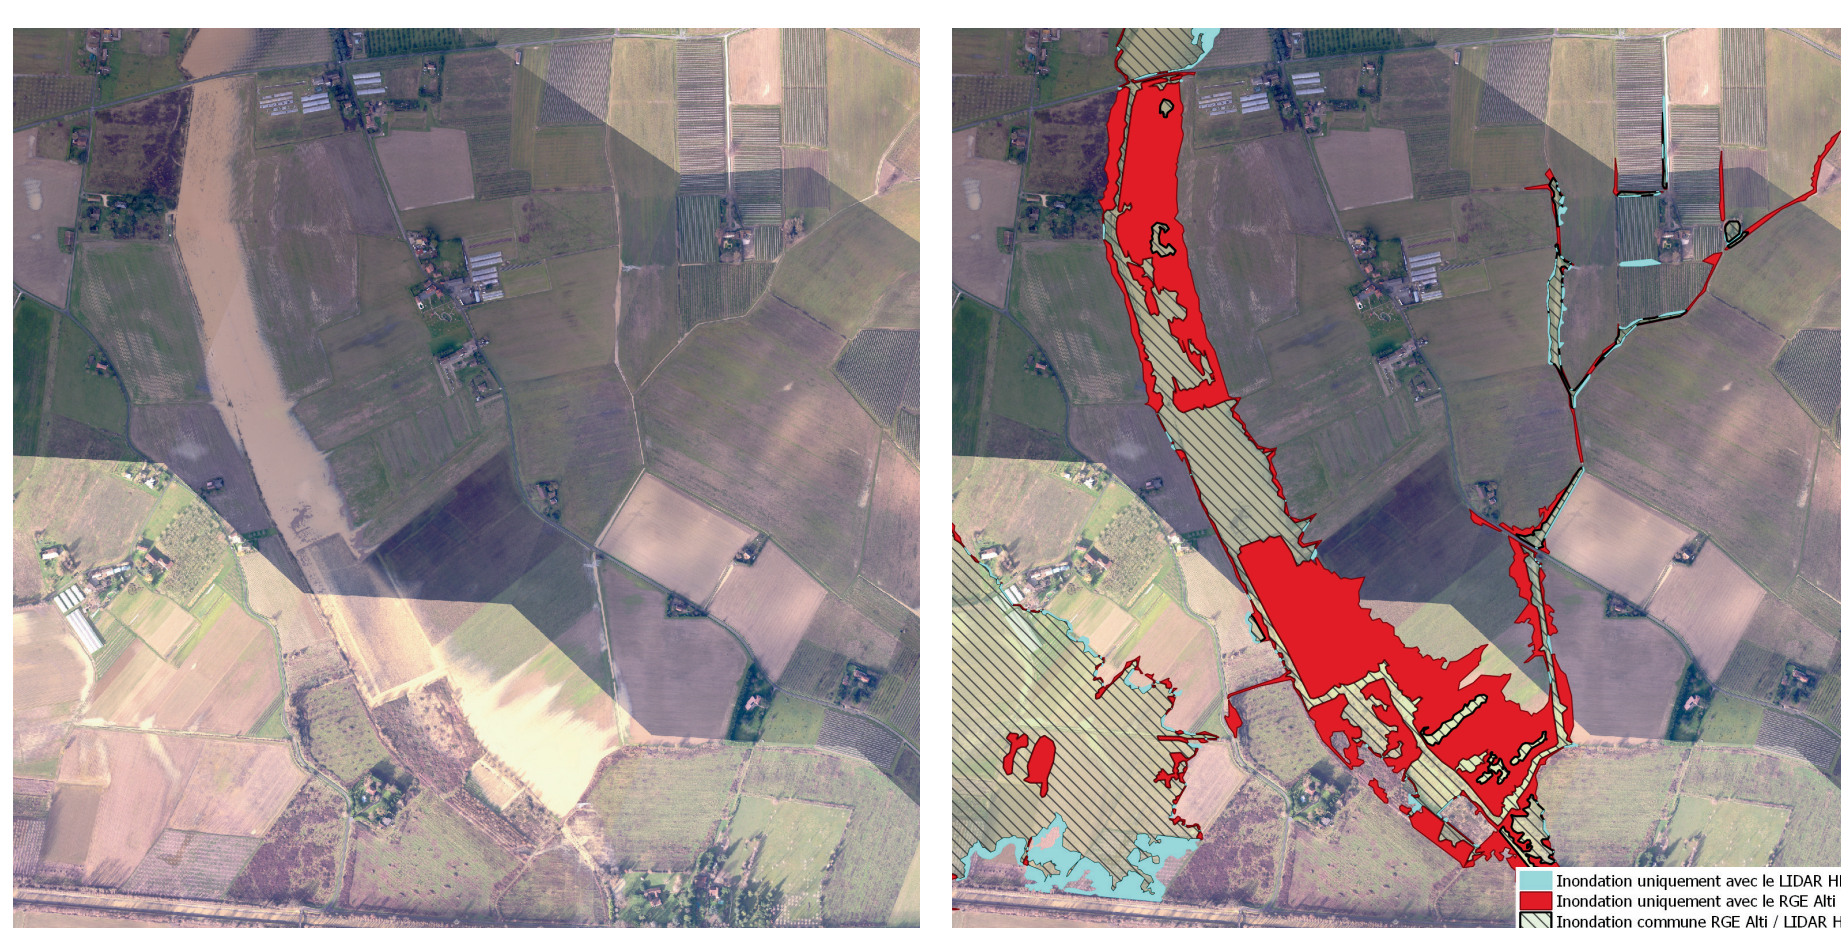 Inondation uniquement avec le LIDAR H
Inondation uniquement avec le RGE Alti
Inondation commune RGE Alti / LIDAR H